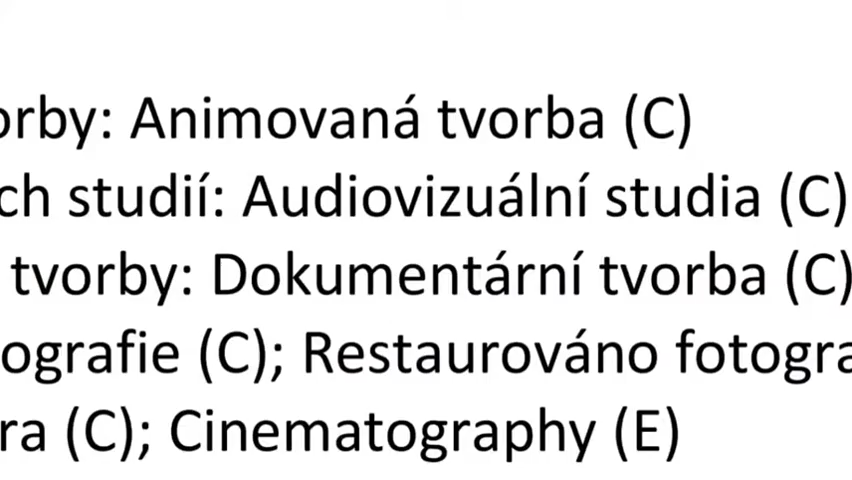 orby: Animovaná tvorba (C)
ch studií: Audiovizuální studia (C)
tvorby: Dokumentární tvorba (C)
ografie (C); Restaurováno fotogra
ra (C); Cinematography (E)